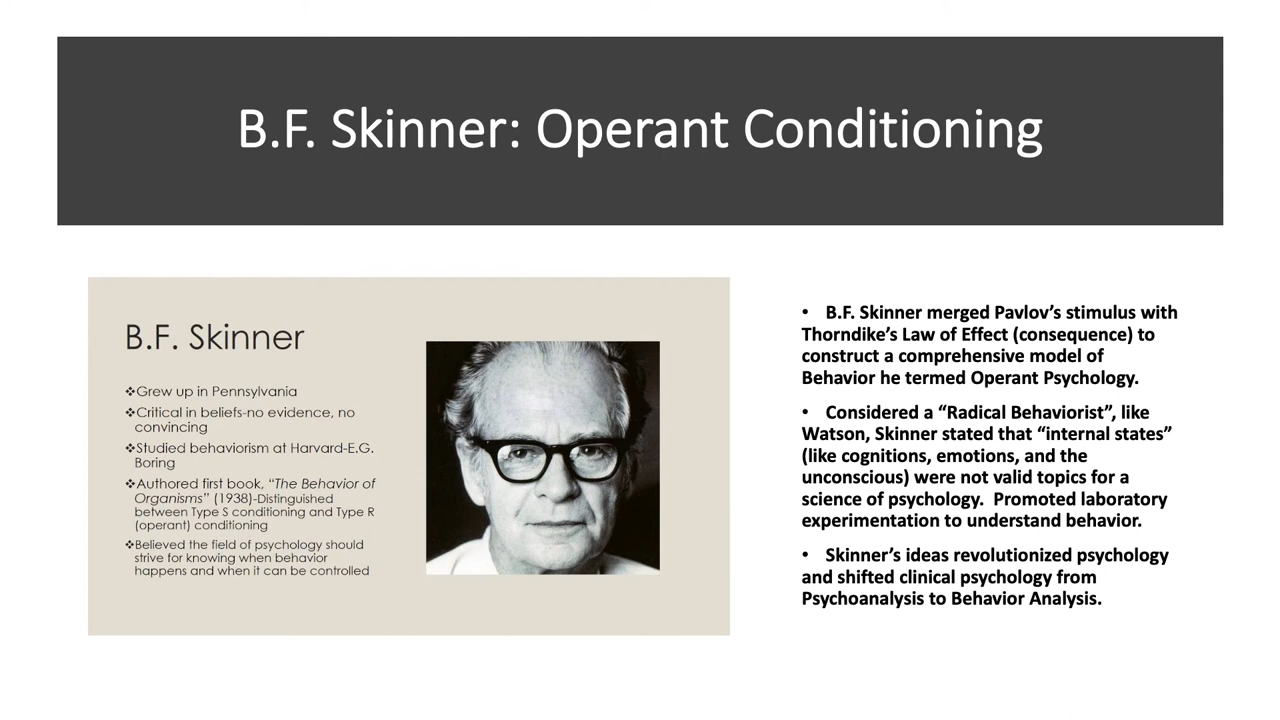 B.F. Skinner: Operant Conditioning
B.F. Skinner
❖Grew up in Pennsylvania
❖Critical in beliefs-no evidence, no
convincing
❖Studied behaviorism at Harvard-E.G.
Boring
❖Authored first book, “The Behavior of
Organisms” (1938)-Distinguished
between Type S conditioning and Type R
(operant) conditioning
❖Believed the field of psychology should
strive for knowing when behavior
happens and when it can be controlled
• B.F. Skinner merged Pavlov’s stimulus with
Thorndike’s Law of Effect (consequence) to
construct a comprehensive model of
Behavior he termed Operant Psychology.
• Considered a “Radical Behaviorist”, like
Watson, Skinner stated that “internal states”
(like cognitions, emotions, and the
unconscious) were not valid topics for a
science of psychology.  Promoted laboratory
experimentation to understand behavior.
• Skinner’s ideas revolutionized psychology
and shifted clinical psychology from
Psychoanalysis to Behavior Analysis.